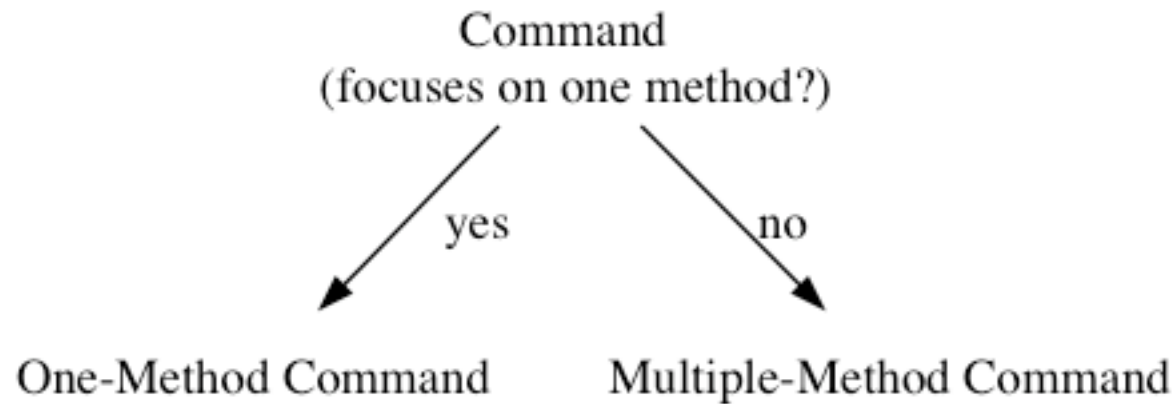 Command
(focuses on one method?)
yes
no
One-Method Command
Multiple-Method Command